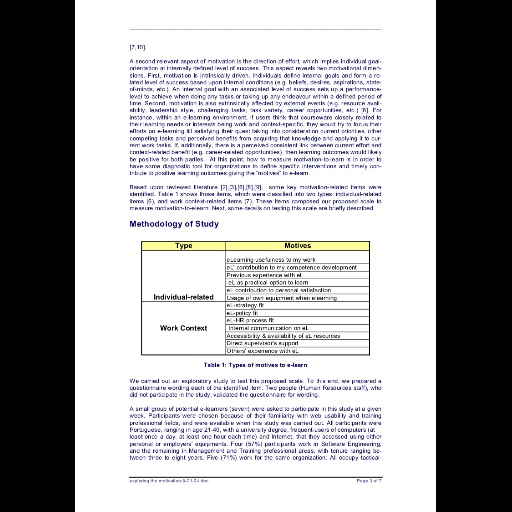 [7,10].
A second relevant aspect of motivation is the direction of effort, which implies individual goal-
orientation at internally defined level of success. This aspect reveals two motivational dimen-
sions. First, motivation is intrinsically driven. Individuals define internal goals and form a re-
lated level of success based upon internal conditions (e.g. beliefs, desires, aspirations, state-
of-minds, etc.). An internal goal with an associated level of success sets up a performance-
level to achieve when doing any tasks or taking up any endeavour within a defined period of
time. Second, motivation is also extrinsically affected by external events (e.g. resource avail-
ability, leadership style, challenging tasks, task variety, career opportunities, etc.) [6]. For
instance, within an e-learning environment, if users think that courseware closely related to
their learning needs or interests being work and context-specific, they would try to focus their
efforts on e-learning till satisfying their quest taking into consideration current priorities, other
competing tasks and perceived benefits from acquiring that knowledge and applying it to cur-
rent work tasks. If, additionally, there is a perceived consistent link between current effort and
context-related benefit (e.g. career-related opportunities), then learning outcomes would likely
be positive for both parties. At this point, how to measure motivation-to-learn is in order to
have some diagnostic tool for organizations to define specific interventions and timely con-
tribute to positive learning outcomes giving the "motives" to e-learn.
Based upon reviewed literature [2],[3],[6],[8],[9], some key motivation-related items were
identified. Table 1 shows those items, which were classified into two types: individual-related
items (6), and work context-related items (7). These items composed our proposed scale to
measure motivation-to-elearn. Next, some details on testing this scale are briefly described.
Methodology of Study
Type Motives
eLearning usefulness to my work
eL' contribution to my competence development
Previous experience with el
eL as practical option to learn
eL contribution to personal satisfaction
Individual-related Usage of own equipment when elearning
eL-strategy fit
eL-policy fit
eL-HR process fit
Work Context Internal communication on eL
Accessibility & availability of eL resources
Direct supervisor's support
Others' experience with eL
Table 1: Types of motives to e-learn
We carried out an exploratory study to test this proposed scale. To this end, we prepared a
questionnaire wording each of the identified item. Two people (Human Resources staff), who
did not participate in the study, validated the questionnaire for wording.
A small group of potential e-learners (seven) were asked to participate in this study at a given
week. Participants were chosen because of their familiarity with web usability and training
professional fields, and were available when this study was carried out. All participants were
Portuguese, ranging in age 21-40, with a university degree, frequent-users of computers (at
least once a day, at least one hour each time) and Internet, that they accessed using either
personal or employers' equipments. Four (57%) participants work in Software Engineering,
and the remaining in Management and Training professional areas, with tenure ranging be-
tween three to eight years. Five (71%) work for the same organization. All occupy tactical-
exploring the motivation-5-01-04.doc Page 3 of 7